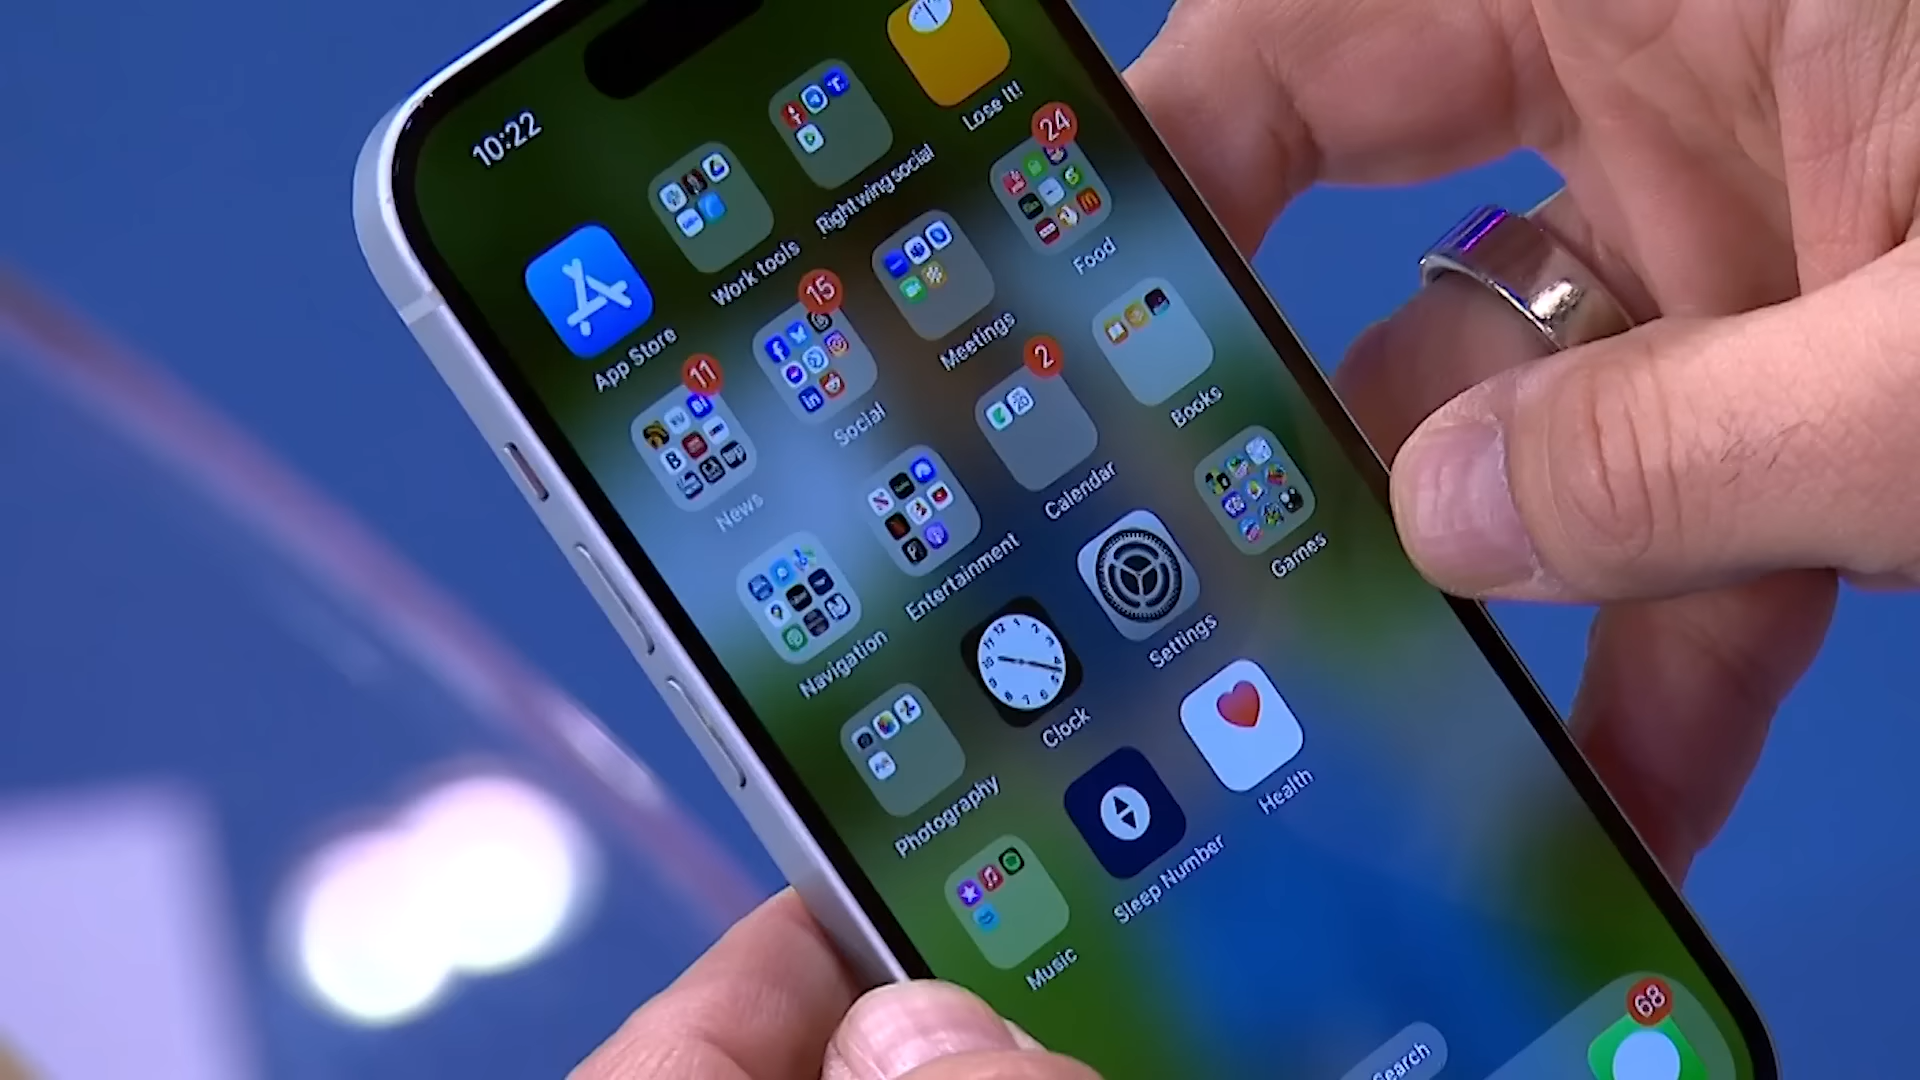 10:22
App Store
Work tools
Right wing social
Lose It!
11
News
15
Social
Meetings
24
Food
Navigation
Entertainment
2
Calendar
Books
Photography
Clock
Settings
Games
Music
Sleep Number
Health
Search
68